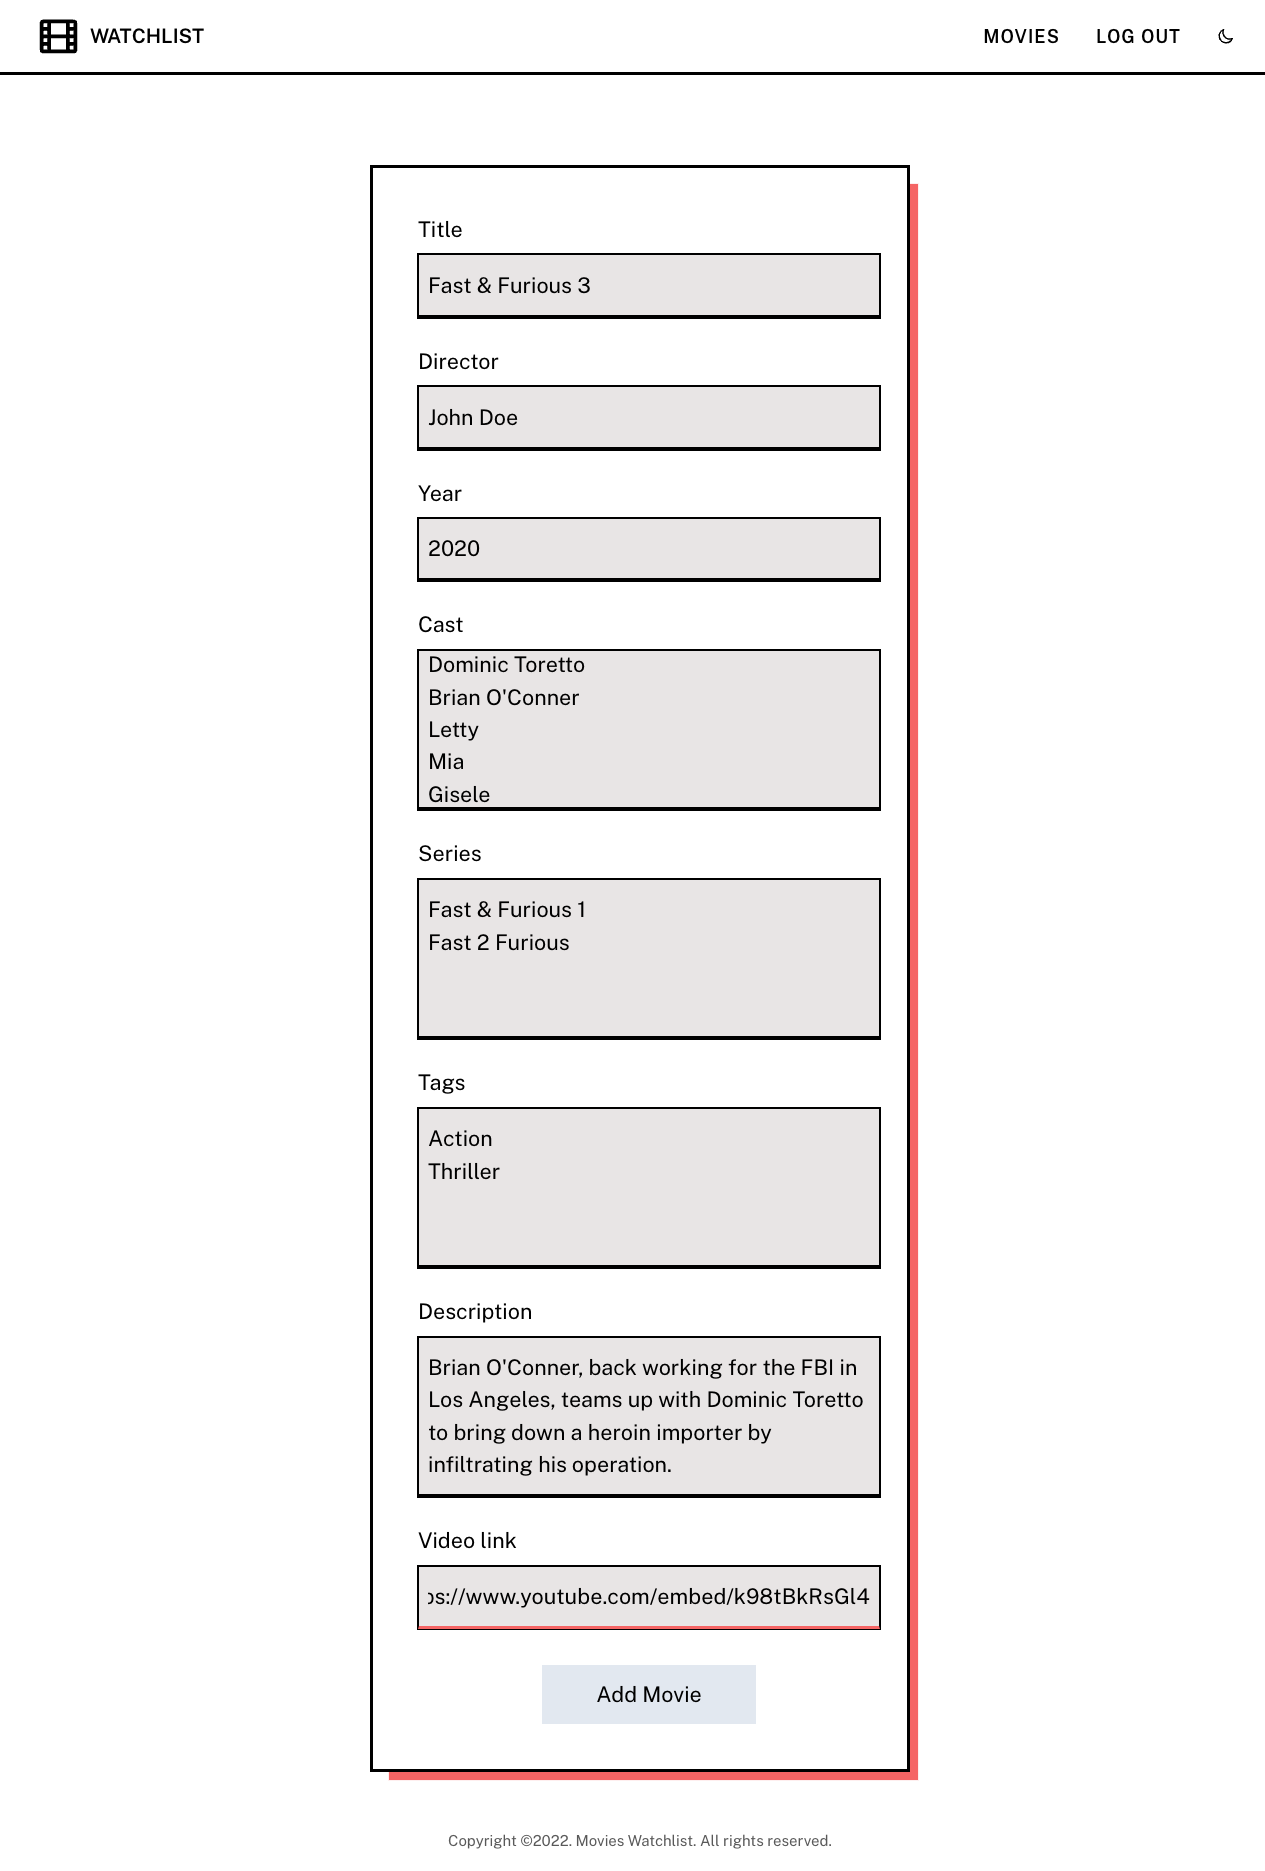 WATCHLIST
MOVIES LOG OUT
Title
Fast & Furious 3
Director
John Doe
Year
2020
Cast
Dominic Toretto
Brian O'Conner
Letty
Mia
Gisele
Series
Fast & Furious 1
Fast 2 Furious
Tags
Action
Thriller
Description
Brian O'Conner, back working for the FBI in
Los Angeles, teams up with Dominic Toretto
to bring down a heroin importer by
infiltrating his operation.
Video link
ps://www.youtube.com/embed/k98tBkRsGl4
Add Movie
Copyright ©2022. Movies Watchlist. All rights reserved.